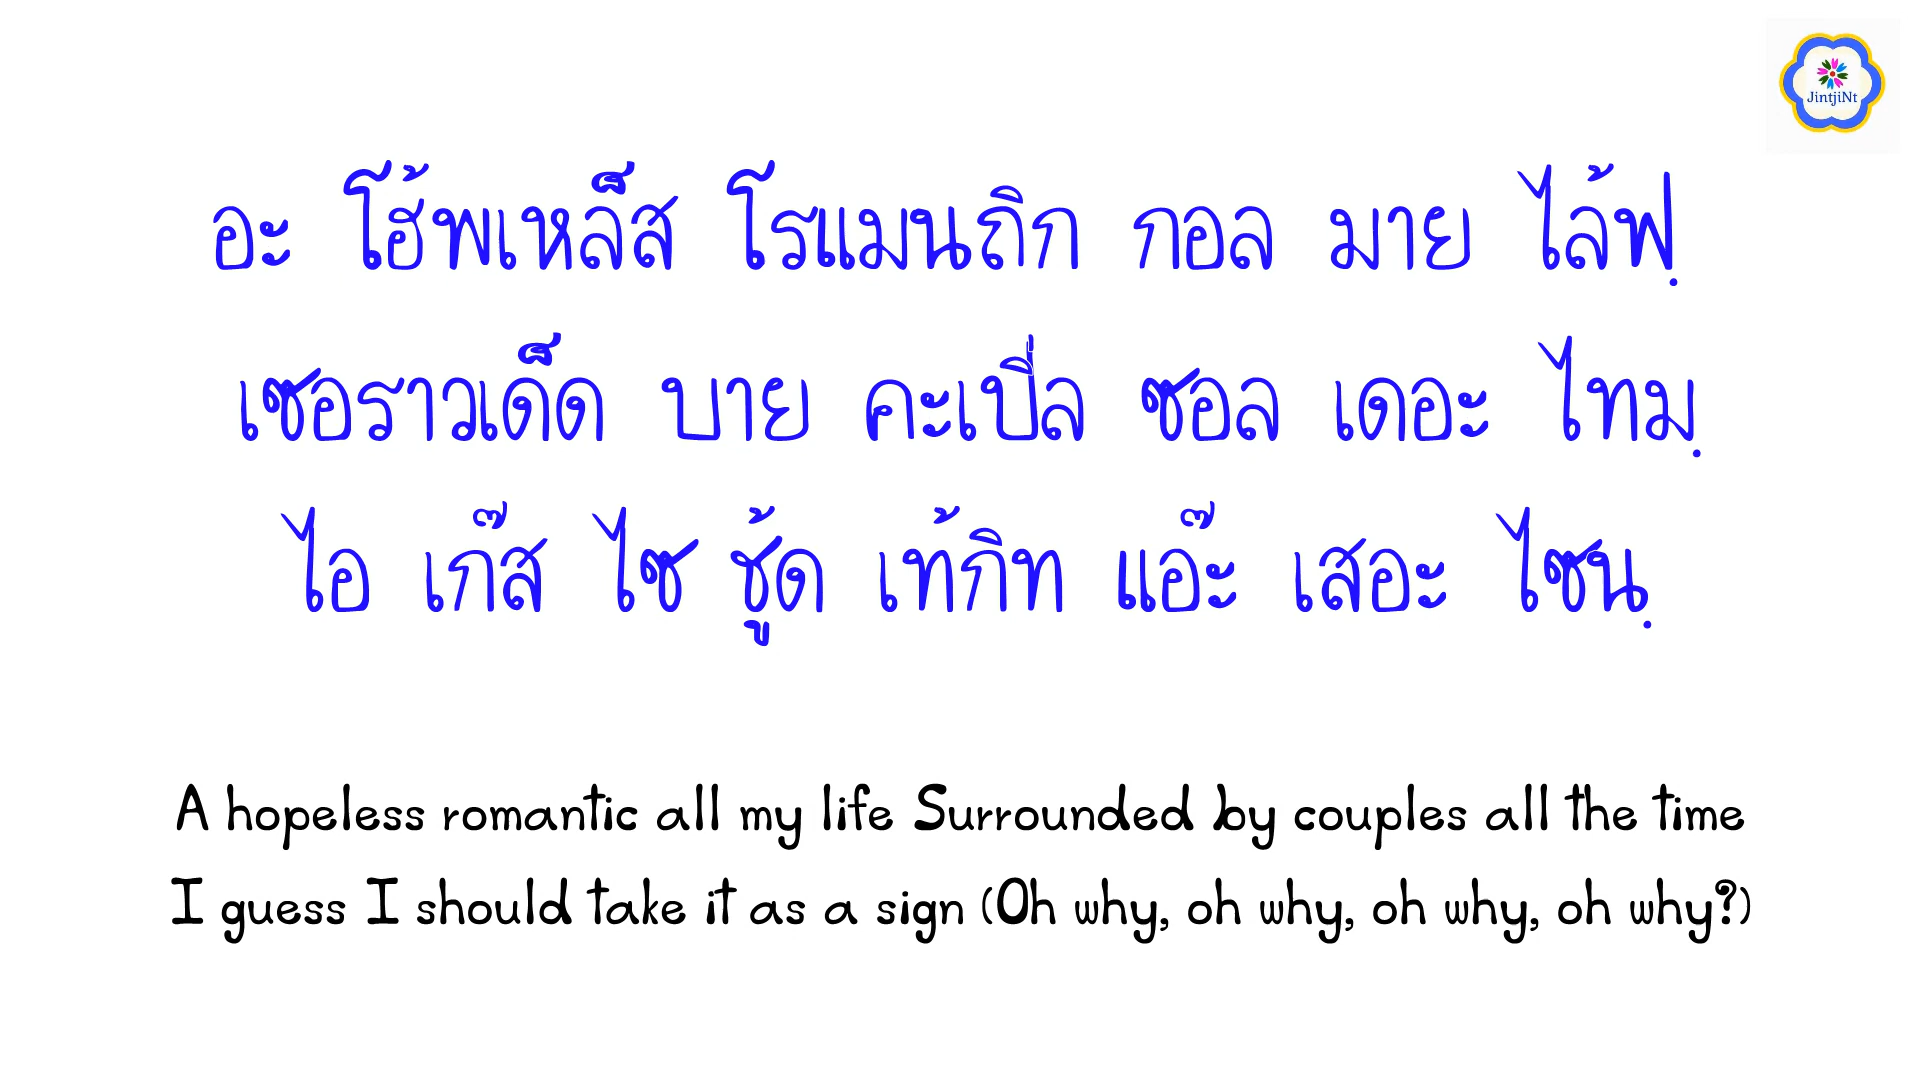 JintjiNt
อะ โฮ้พเหล็ส โรแมนถิก กอล มาย ไล้ฟฺ
เซอราวเด็ด บาย คะเปิ่ล ซอล เดอะ ไทมฺ
ไอ เก๊ส ไซ ชู้ด เท้กิท แอ๊ะ เสอะ ไซนฺ
A hopeless romantic all my life Surrounded by couples all the time
I guess I should take it as a sign (Oh why, oh why, oh why, oh why?)